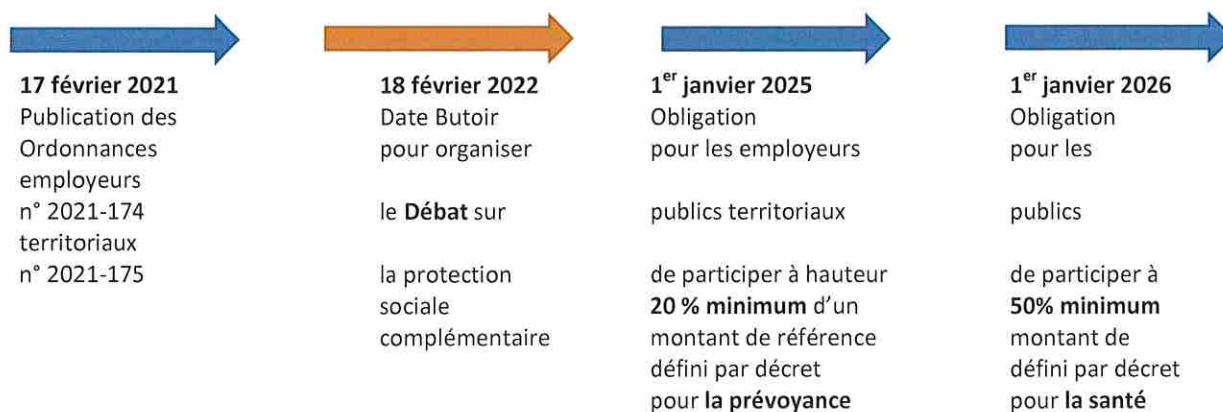 17 février 2021
Publication des
Ordonnances
employeurs
n° 2021-174
territoriaux
n° 2021-175
18 février 2022
Date Butoir
pour organiser
le Débat sur
la protection
sociale
complémentaire
1er janvier 2025
Obligation
pour les employeurs
publics territoriaux
de participer à hauteur
20 % minimum d'un
montant de référence
défini par décret
pour la prévoyance
1er janvier 2026
Obligation
pour les
publics
de participer à
50% minimum
montant de
défini par décret
pour la santé